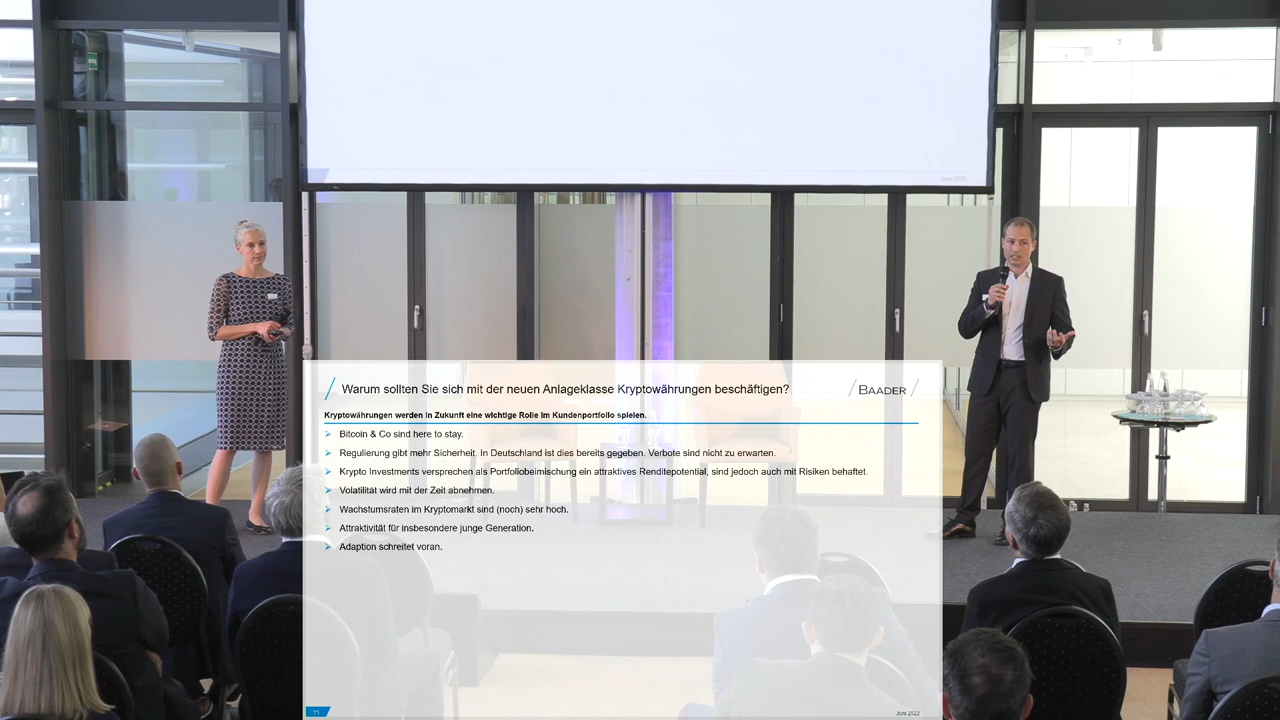 Juni 2022
Warum sollten Sie sich mit der neuen Anlageklasse Kryptowährungen beschäftigen?
BAADER
Kryptowährungen werden in Zukunft eine wichtige Rolle im Kundenportfolio spielen.
Bitcoin & Co sind here to stay.
Regulierung gibt mehr Sicherheit. In Deutschland ist dies bereits gegeben. Verbote sind nicht zu erwarten.
Krypto Investments versprechen als Portfoliobeimischung ein attraktives Renditepotential, sind jedoch auch mit Risiken behaftet.
Volatilität wird mit der Zeit abnehmen.
Wachstumsraten im Kryptomarkt sind (noch) sehr hoch.
Attraktivität für insbesondere junge Generation.
Adaption schreitet voran.
Juni 2022